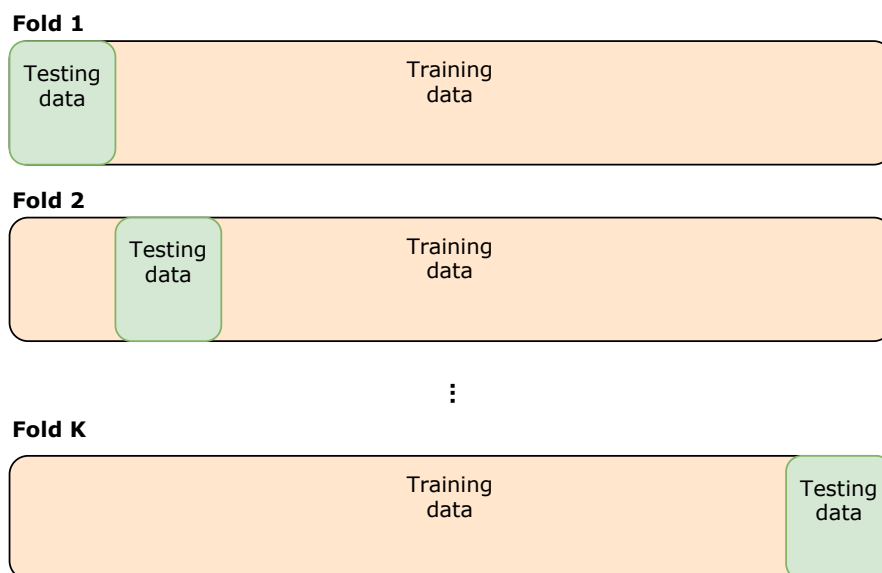 Fold 1
Testing
data
Training
data
Fold 2
Testing
data
Training
data
⋮
Fold K
Training
data
Testing
data